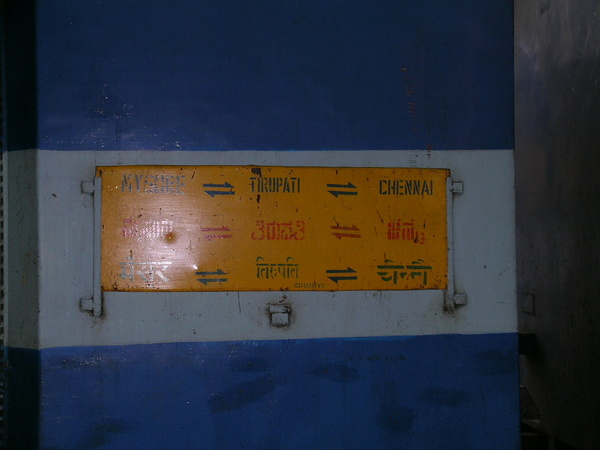 MYSORE TIRUPATI CHENNAI
ತಿರುಪತಿ ಚೆನ್ನೈ
मैसूर तिरुपति चेन्नै